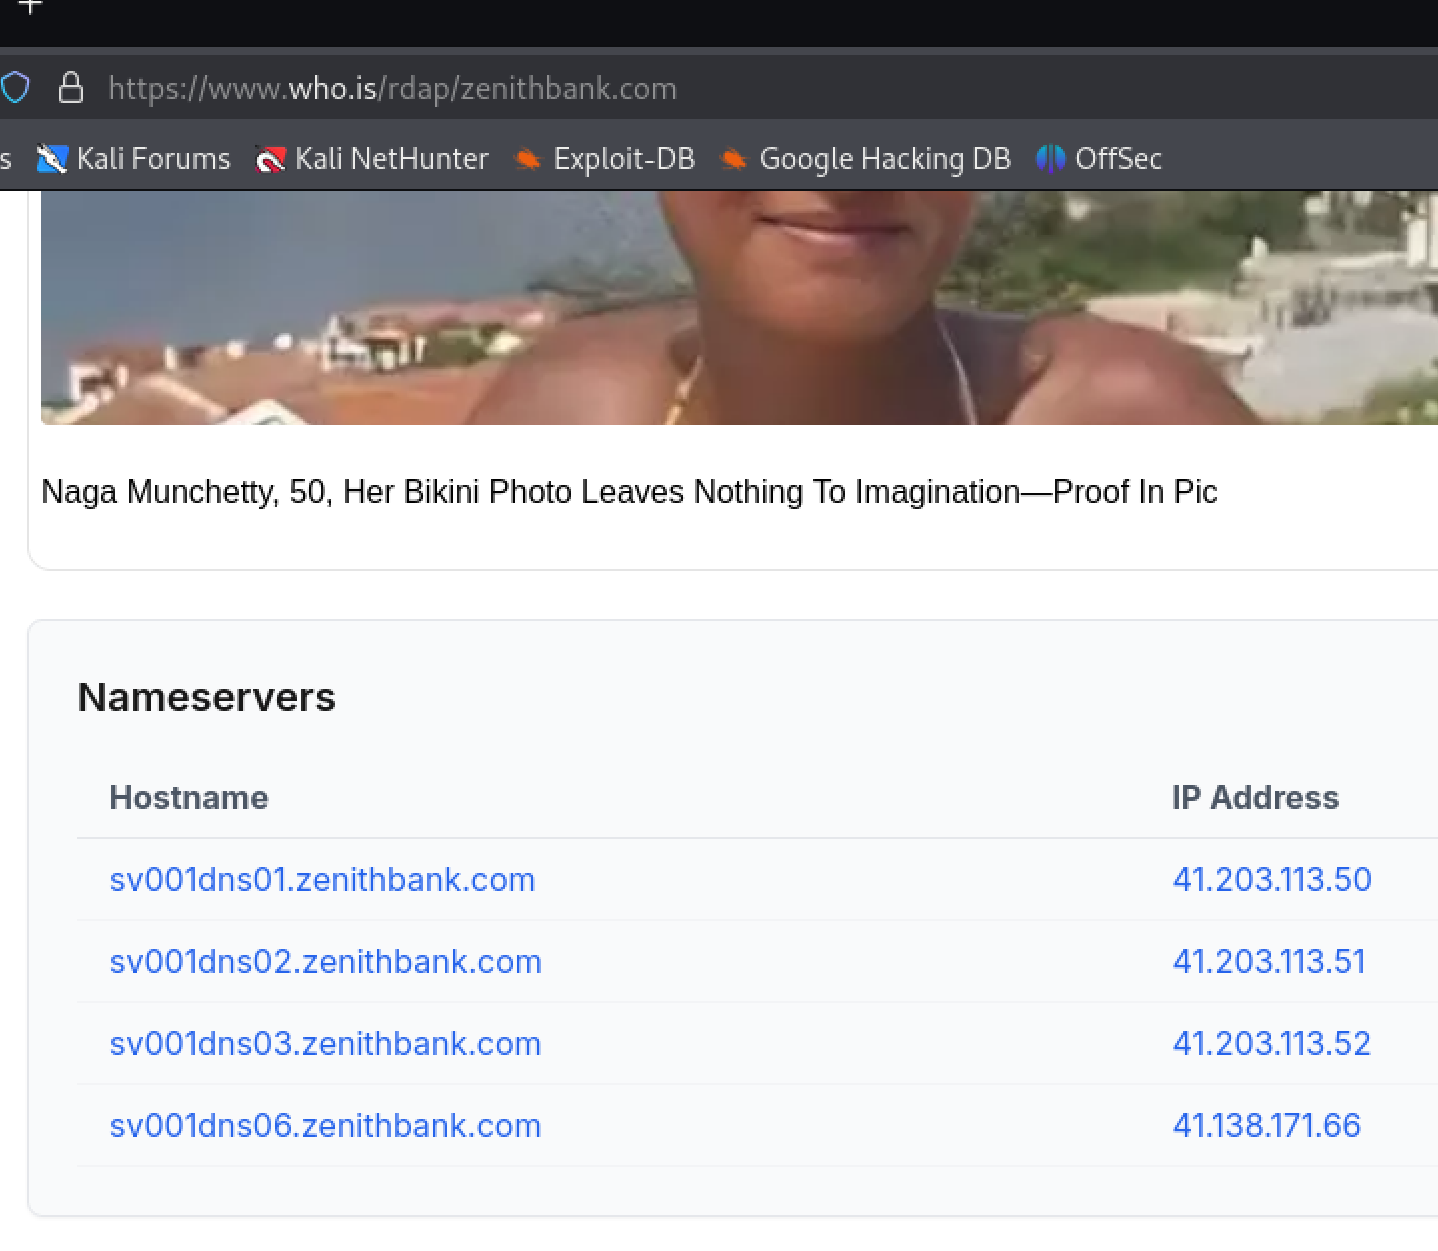 +
https://www.who.is/rdap/zenithbank.com
s Kali Forums Kali NetHunter Exploit-DB Google Hacking DB OffSec
Naga Munchetty, 50, Her Bikini Photo Leaves Nothing To Imagination—Proof In Pic
Nameservers
Hostname IP Address
sv001dns01.zenithbank.com 41.203.113.50
sv001dns02.zenithbank.com 41.203.113.51
sv001dns03.zenithbank.com 41.203.113.52
sv001dns06.zenithbank.com 41.138.171.66